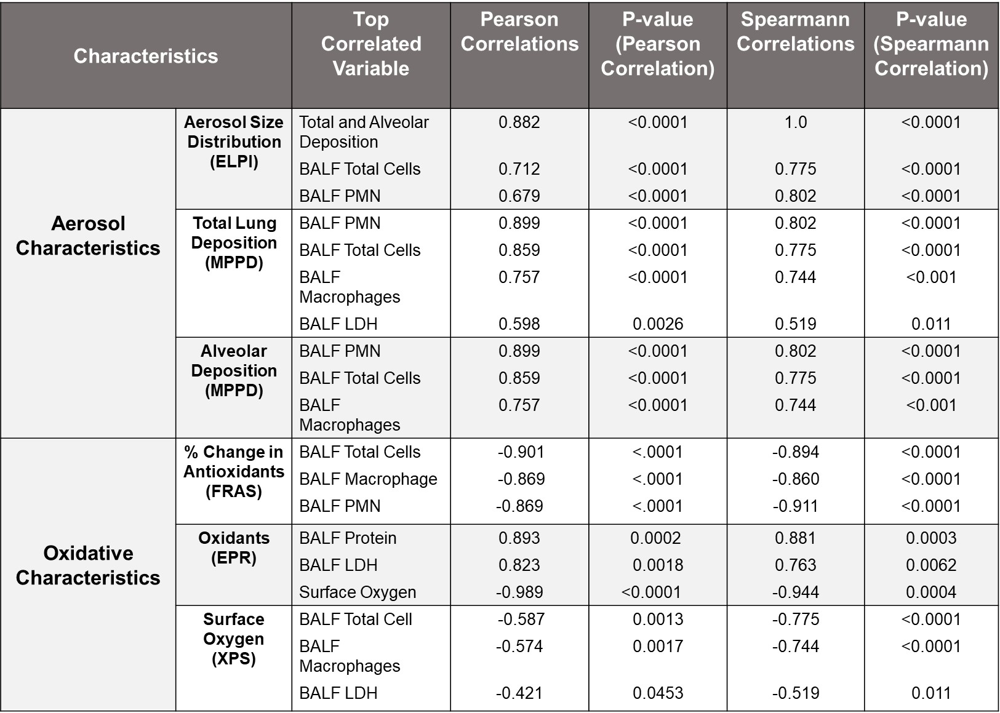 Characteristics
Top
Correlated
Variable
Pearson
Correlations
P-value
(Pearson
Correlation)
Spearmann
Correlations
P-value
(Spearmann
Correlation)
Aerosol
Characteristics
Aerosol Size
Distribution
(ELPI)
Total and Alveolar
Deposition
0.882
<0.0001
1.0
<0.0001
BALF Total Cells
0.712
<0.0001
0.775
<0.0001
BALF PMN
0.679
<0.0001
0.802
<0.0001
Total Lung
Deposition
(MPPD)
BALF PMN
0.899
<0.0001
0.802
<0.0001
BALF Total Cells
0.859
<0.0001
0.775
<0.0001
BALF
Macrophages
0.757
<0.0001
0.744
<0.001
BALF LDH
0.598
0.0026
0.519
0.011
Alveolar
Deposition
(MPPD)
BALF PMN
0.899
<0.0001
0.802
<0.0001
BALF Total Cells
0.859
<0.0001
0.775
<0.0001
BALF
Macrophages
0.757
<0.0001
0.744
<0.001
Oxidative
Characteristics
% Change in
Antioxidants
(FRAS)
BALF Total Cells
-0.901
<.0001
-0.894
<0.0001
BALF Macrophage
-0.869
<.0001
-0.860
<0.0001
BALF PMN
-0.869
<.0001
-0.911
<0.0001
Oxidants
(EPR)
BALF Protein
0.893
0.0002
0.881
0.0003
BALF LDH
0.823
0.0018
0.763
0.0062
Surface Oxygen
-0.989
<0.0001
-0.944
0.0004
Surface
Oxygen
(XPS)
BALF Total Cell
-0.587
0.0013
-0.775
<0.0001
BALF
Macrophages
-0.574
0.0017
-0.744
<0.0001
BALF LDH
-0.421
0.0453
-0.519
0.011